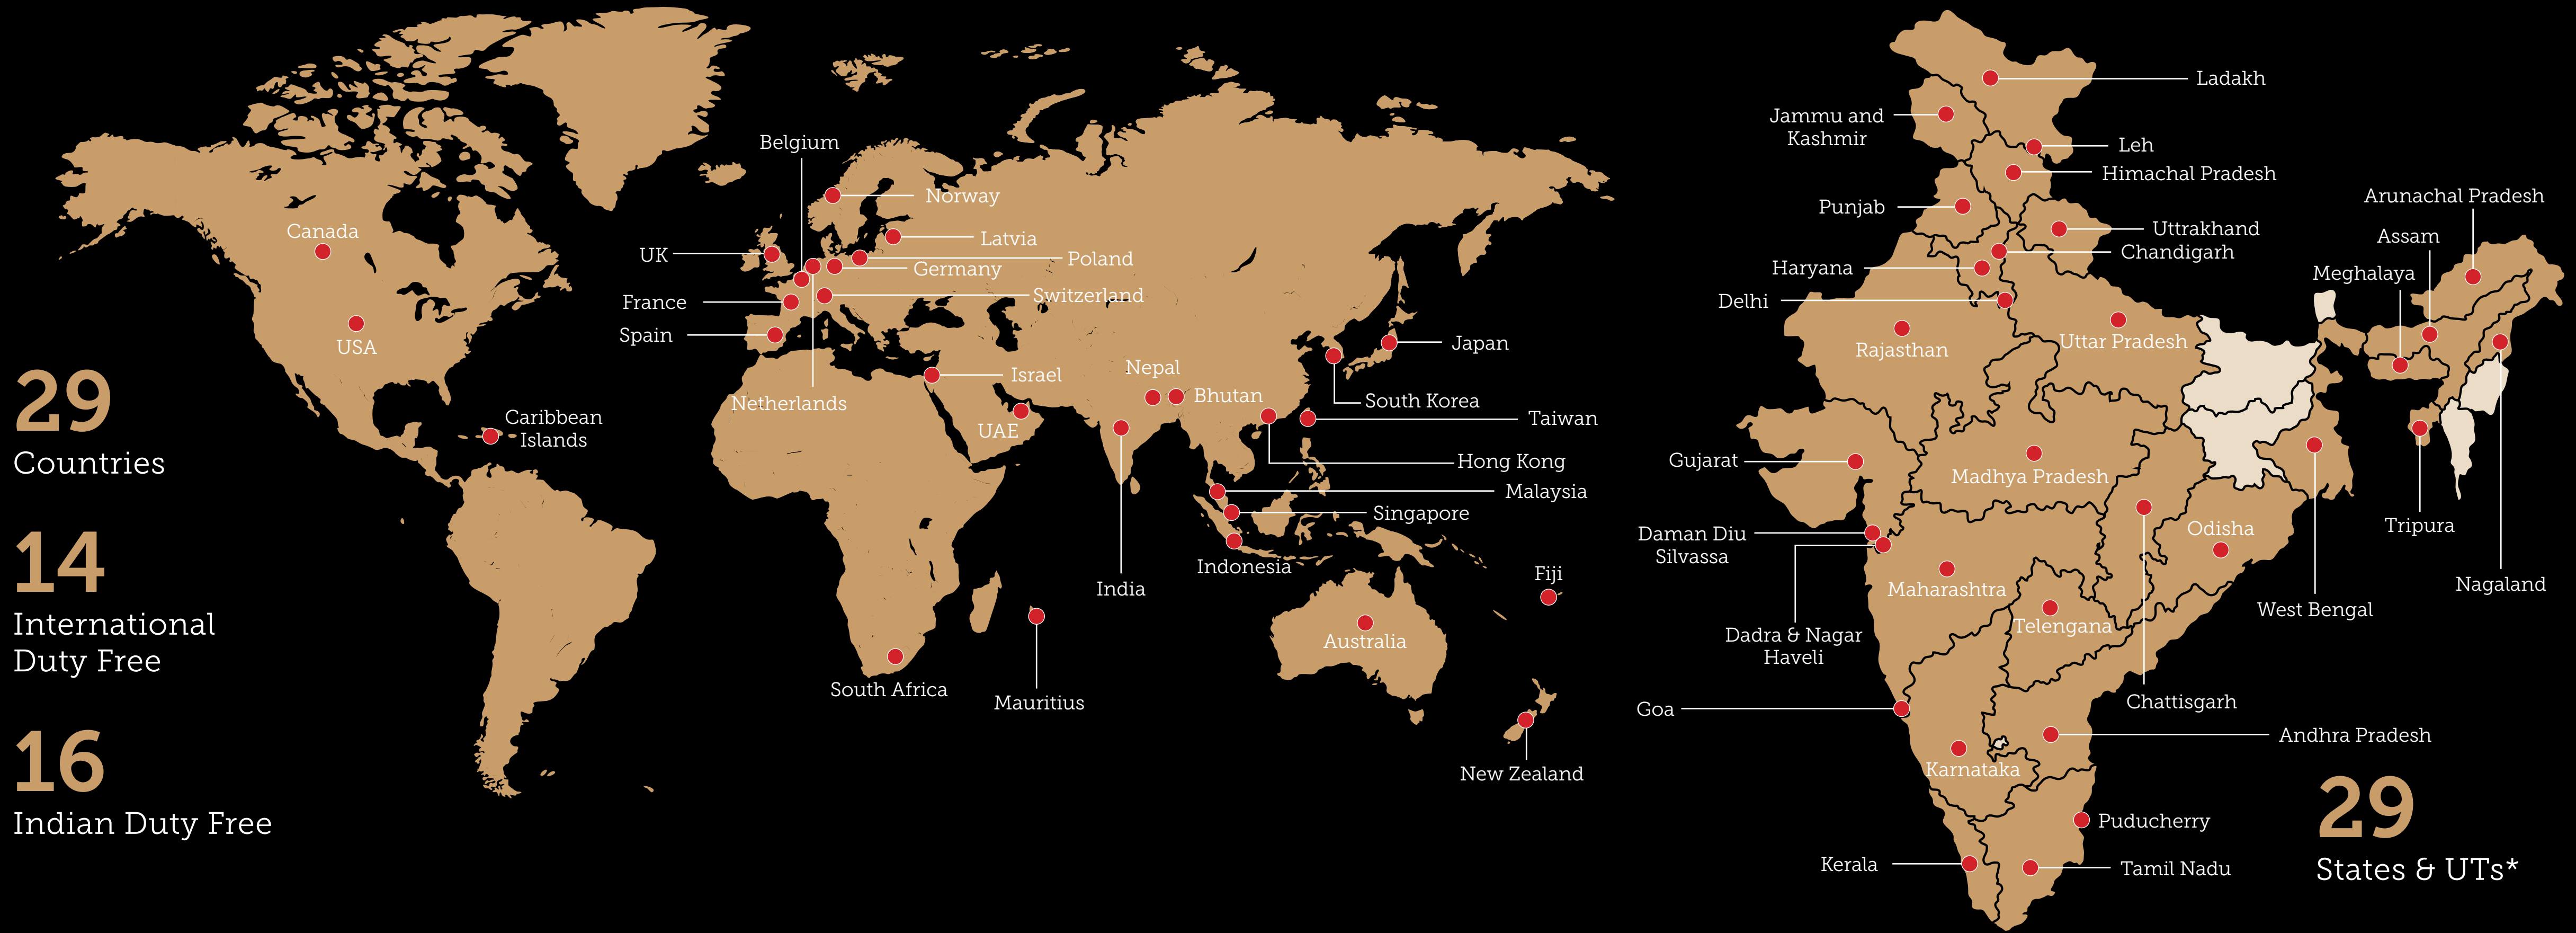 29
Countries
14
International
Duty Free
16
Indian Duty Free
Canada
USA
Caribbean
Islands
Belgium
Norway
Latvia
UK
Poland
Germany
France
Switzerland
Spain
Israel
Netherlands
UAE
Nepal
Bhutan
Japan
South Korea
Taiwan
Hong Kong
Malaysia
Singapore
Indonesia
India
Fiji
Australia
South Africa
Mauritius
New Zealand
Ladakh
Jammu and
Kashmir
Leh
Himachal Pradesh
Punjab
Uttrakhand
Chandigarh
Haryana
Delhi
Rajasthan
Uttar Pradesh
Arunachal Pradesh
Assam
Meghalaya
Gujarat
Madhya Pradesh
Daman Diu
Silvassa
Odisha
Tripura
Nagaland
West Bengal
Maharashtra
Dadra & Nagar
Haveli
Telengana
Chattisgarh
Goa
Andhra Pradesh
Karnataka
Puducherry
Kerala
Tamil Nadu
29
States & UTs*